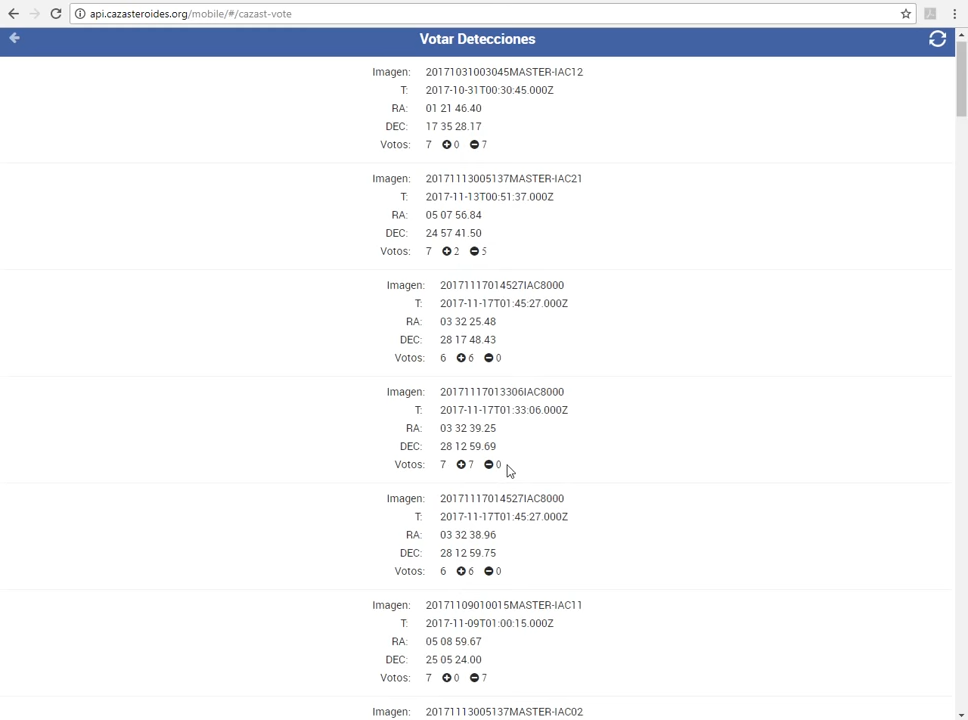 api.cazasteroides.org/mobile/#/cazast-vote
Votar Detecciones
Imagen: 20171031003045MASTER-IAC12
T: 2017-10-31T00:30:45.000Z
RA: 01 21 46.40
DEC: 17 35 28.17
Votos: 7 0 7
Imagen: 20171113005137MASTER-IAC21
T: 2017-11-13T00:51:37.000Z
RA: 05 07 56.84
DEC: 24 57 41.50
Votos: 7 2 5
Imagen: 20171117014527IAC8000
T: 2017-11-17T01:45:27.000Z
RA: 03 32 25.48
DEC: 28 17 48.43
Votos: 6 6 0
Imagen: 20171117013306IAC8000
T: 2017-11-17T01:33:06.000Z
RA: 03 32 39.25
DEC: 28 12 59.69
Votos: 7 7 0
Imagen: 20171117014527IAC8000
T: 2017-11-17T01:45:27.000Z
RA: 03 32 38.96
DEC: 28 12 59.75
Votos: 6 6 0
Imagen: 20171109010015MASTER-IAC11
T: 2017-11-09T01:00:15.000Z
RA: 05 08 59.67
DEC: 25 05 24.00
Votos: 7 0 7
Imagen: 20171113005137MASTER-IAC02